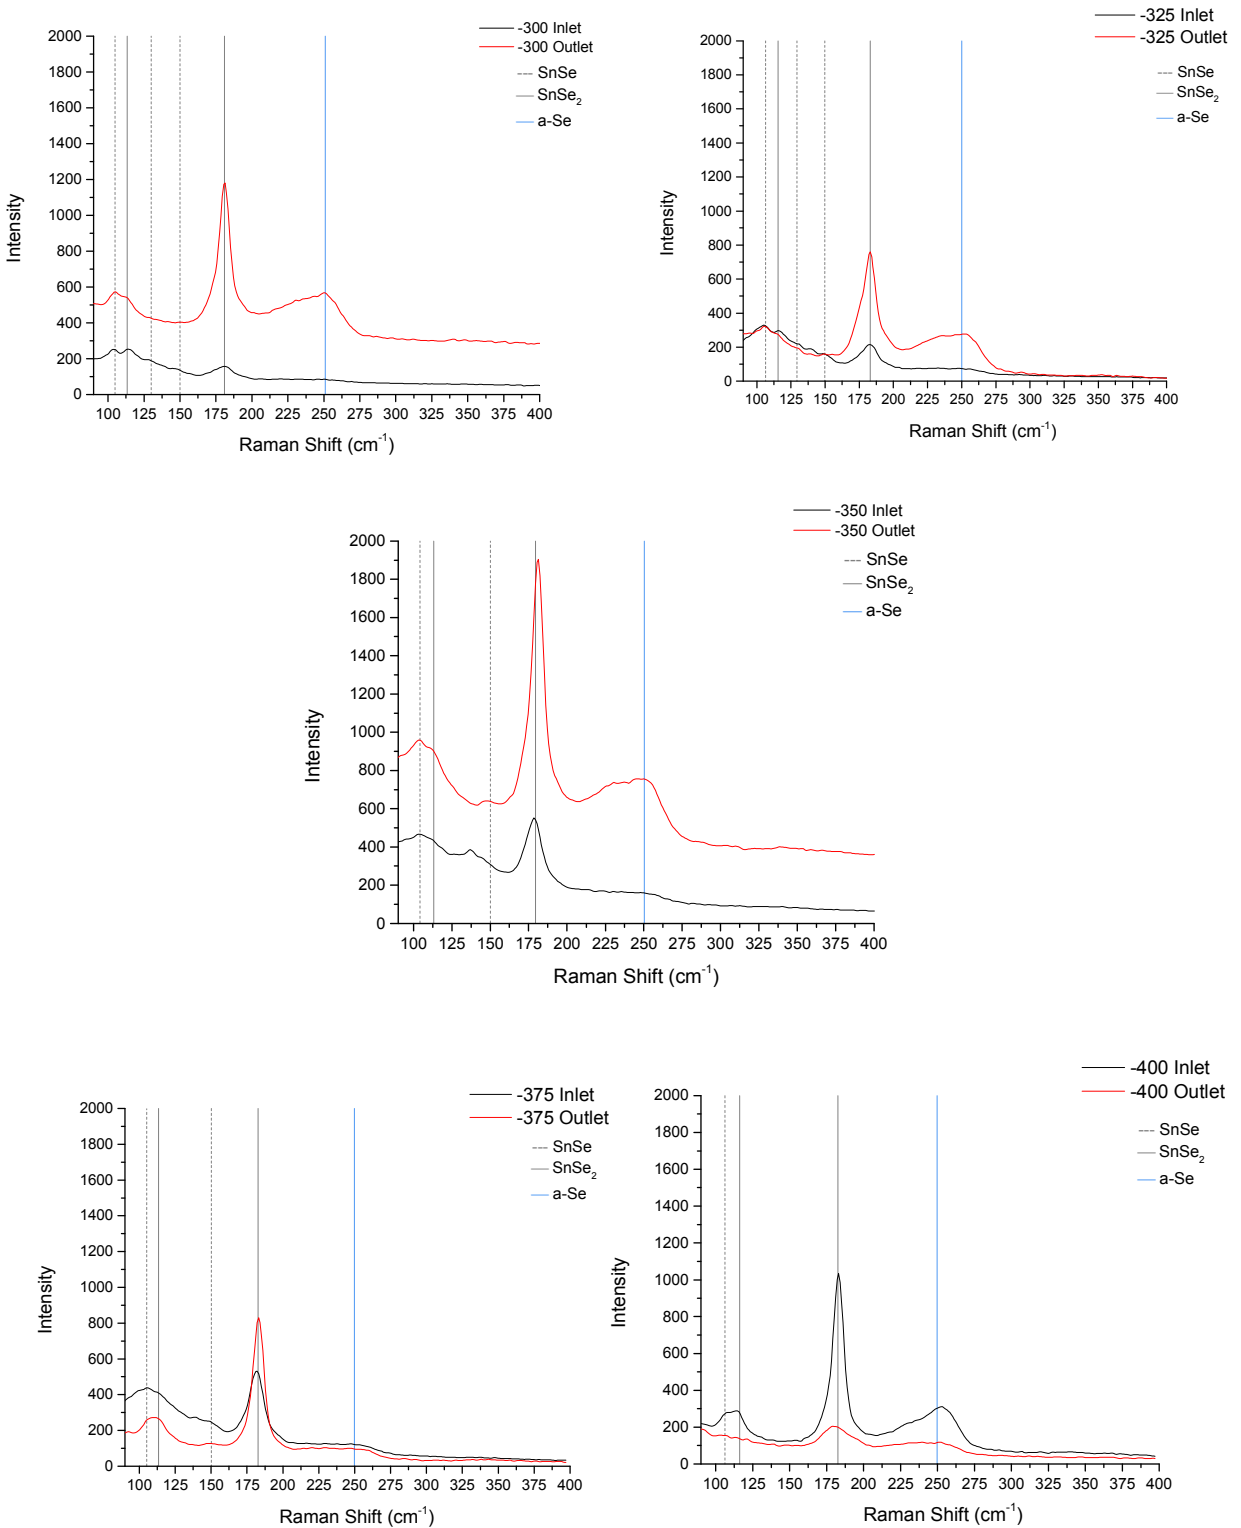 -300 Inlet
-300 Outlet
SnSe
SnSe2
a-Se
2000
1800
1600
1400
1200
1000
800
600
400
200
0
Intensity
100 125 150 175 200 225 250 275 300 325 350 375 400
Raman Shift (cm-1)
-325 Inlet
-325 Outlet
SnSe
SnSe2
a-Se
2000
1800
1600
1400
1200
1000
800
600
400
200
0
Intensity
100 125 150 175 200 225 250 275 300 325 350 375 400
Raman Shift (cm-1)
-350 Inlet
-350 Outlet
SnSe
SnSe2
a-Se
2000
1800
1600
1400
1200
1000
800
600
400
200
0
Intensity
100 125 150 175 200 225 250 275 300 325 350 375 400
Raman Shift (cm-1)
-375 Inlet
-375 Outlet
SnSe
SnSe2
a-Se
2000
1800
1600
1400
1200
1000
800
600
400
200
0
Intensity
100 125 150 175 200 225 250 275 300 325 350 375 400
Raman Shift (cm-1)
-400 Inlet
-400 Outlet
SnSe
SnSe2
a-Se
2000
1800
1600
1400
1200
1000
800
600
400
200
0
Intensity
100 125 150 175 200 225 250 275 300 325 350 375 400
Raman Shift (cm-1)